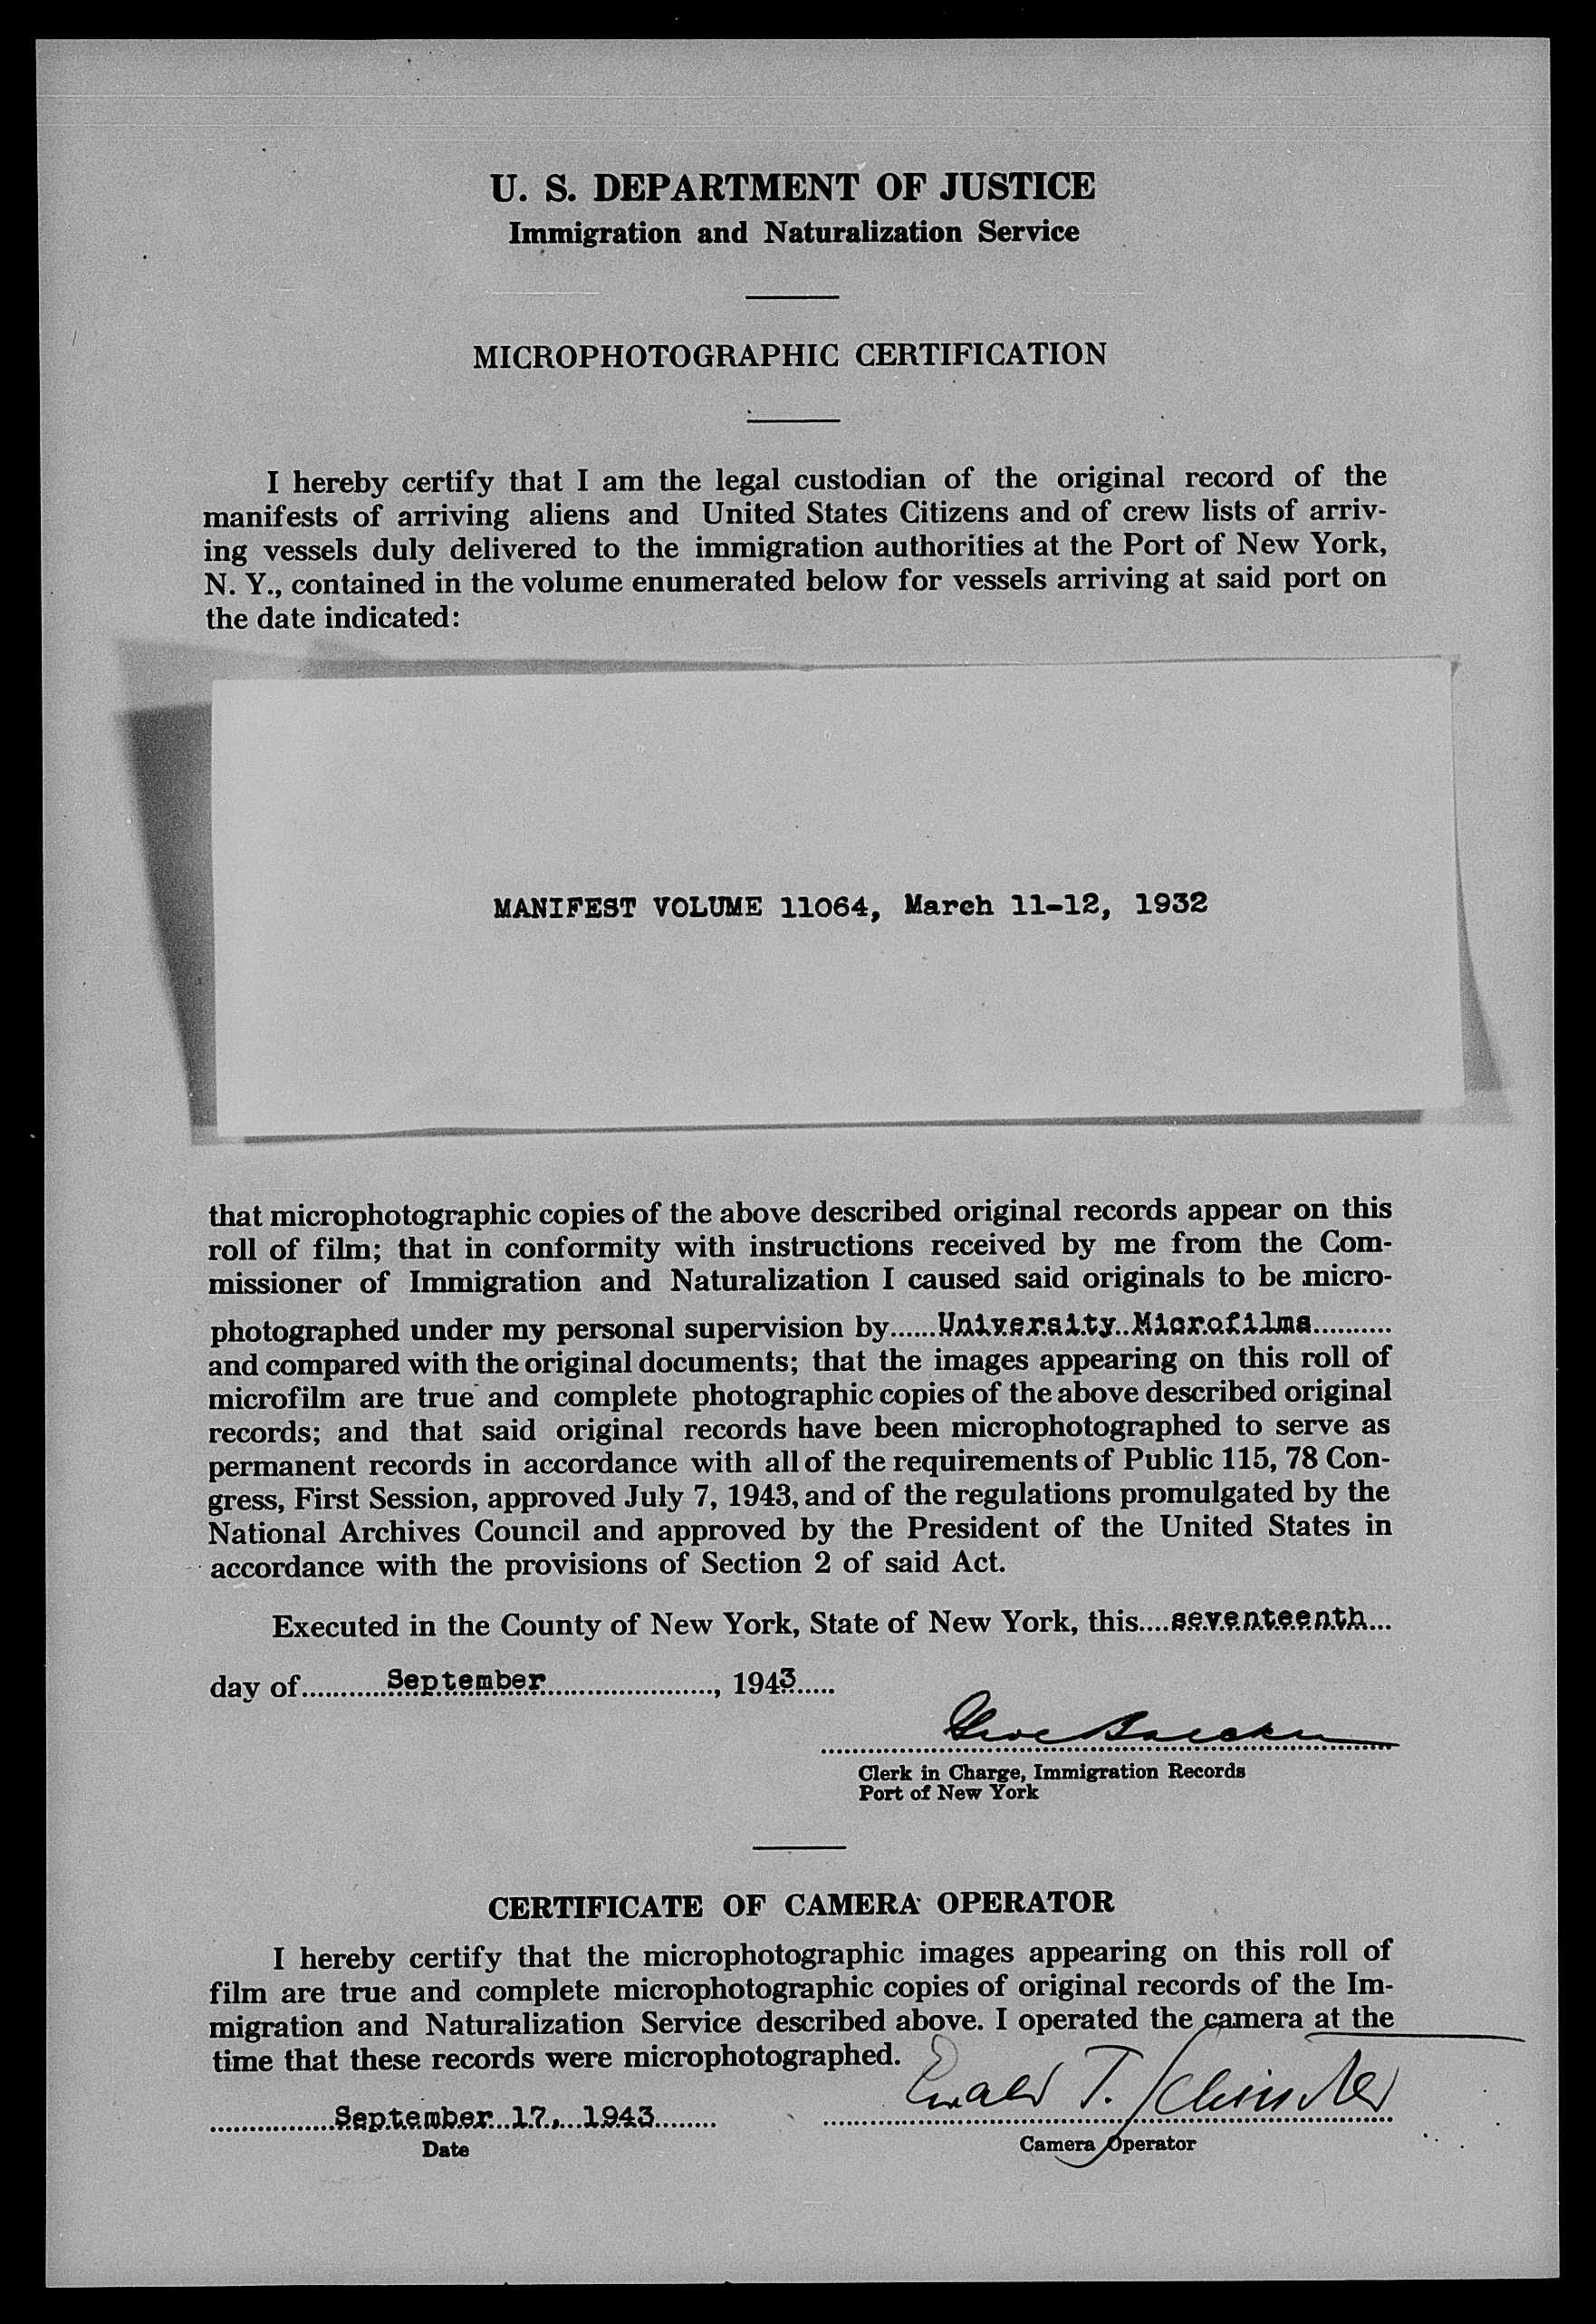 U. S. DEPARTMENT OF JUSTICE
Immigration and Naturalization Service
MICROPHOTOGRAPHIC CERTIFICATION
I hereby certify that I am the legal custodian of the original record of the
manifests of arriving aliens and United States Citizens and of crew lists of arriv-
ing vessels duly delivered to the immigration authorities at the Port of New York,
N. Y., contained in the volume enumerated below for vessels arriving at said port on
the date indicated:
MANIFEST VOLUME 11064, March 11-12, 1932
that microphotographic copies of the above described original records appear on this
roll of film; that in conformity with instructions received by me from the Com-
missioner of Immigration and Naturalization I caused said originals to be micro-
photographed under my personal supervision by......University Microfilms..........
and compared with the original documents; that the images appearing on this roll of
microfilm are true and complete photographic copies of the above described original
records; and that said original records have been microphotographed to serve as
permanent records in accordance with all of the requirements of Public 115, 78 Con-
gress, First Session, approved July 7, 1943, and of the regulations promulgated by the
National Archives Council and approved by the President of the United States in
accordance with the provisions of Section 2 of said Act.
Executed in the County of New York, State of New York, this....seventeenth...
day of...........September......................, 1943......
Clerk in Charge, Immigration Records
Port of New York
CERTIFICATE OF CAMERA OPERATOR
I hereby certify that the microphotographic images appearing on this roll of
film are true and complete microphotographic copies of original records of the Im-
migration and Naturalization Service described above. I operated the camera at the
time that these records were microphotographed.
Ewald T.
September 17, 1943
Date
Camera Operator